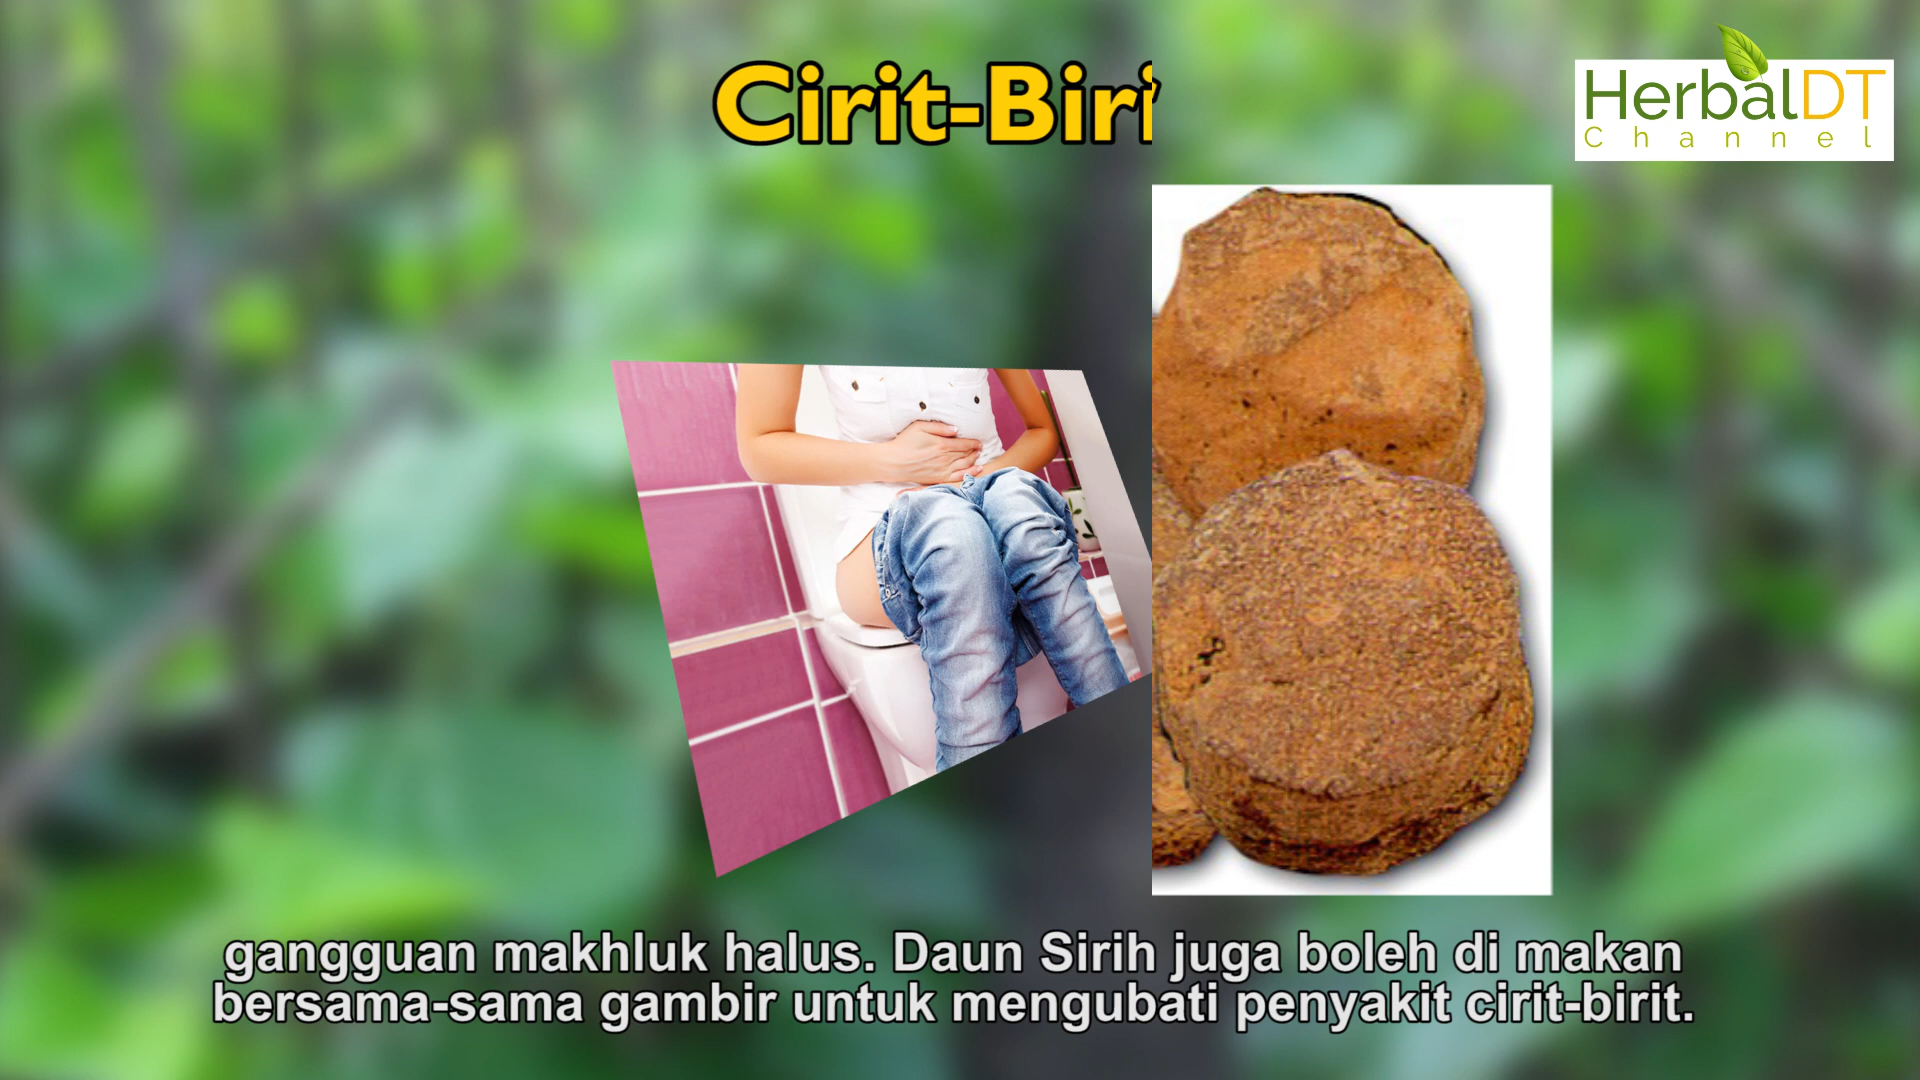 Cirit-Biri
HerbalDT
Channel
gangguan makhluk halus. Daun Sirih juga boleh di makan
bersama-sama gambir untuk mengubati penyakit cirit-birit.